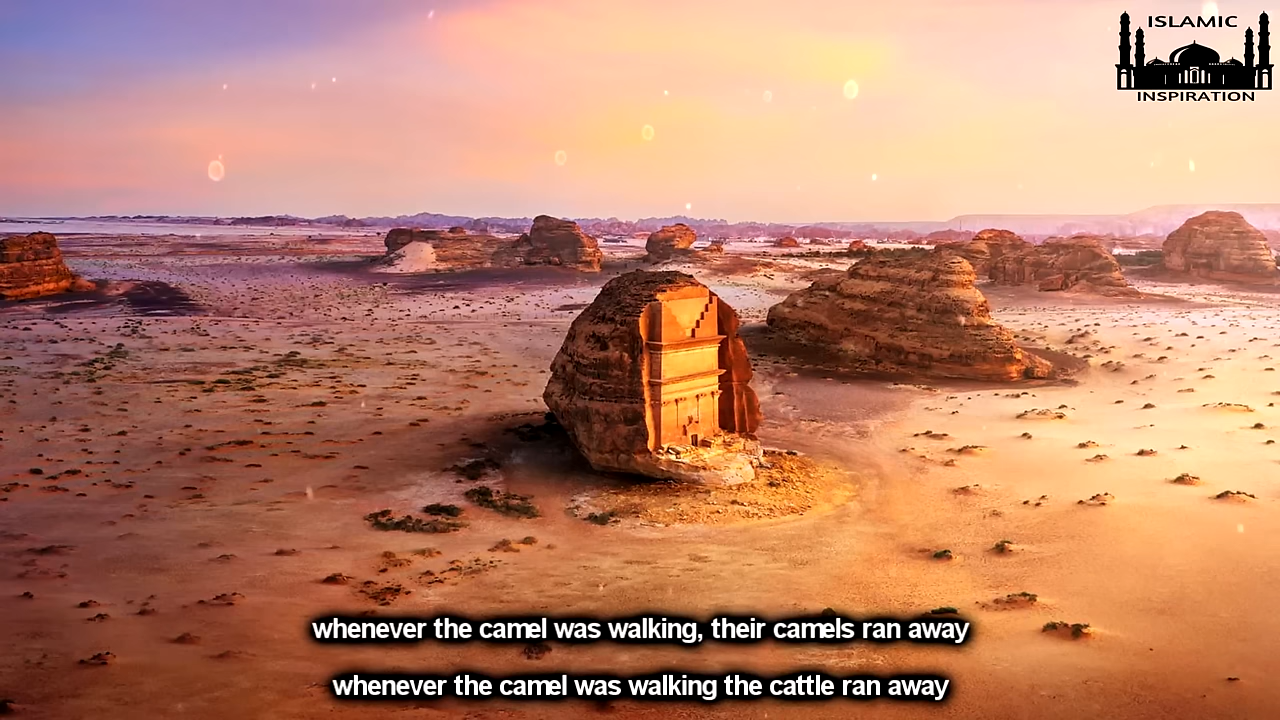 ISLAMIC
INSPIRATION
whenever the camel was walking, their camels ran away
whenever the camel was walking the cattle ran away